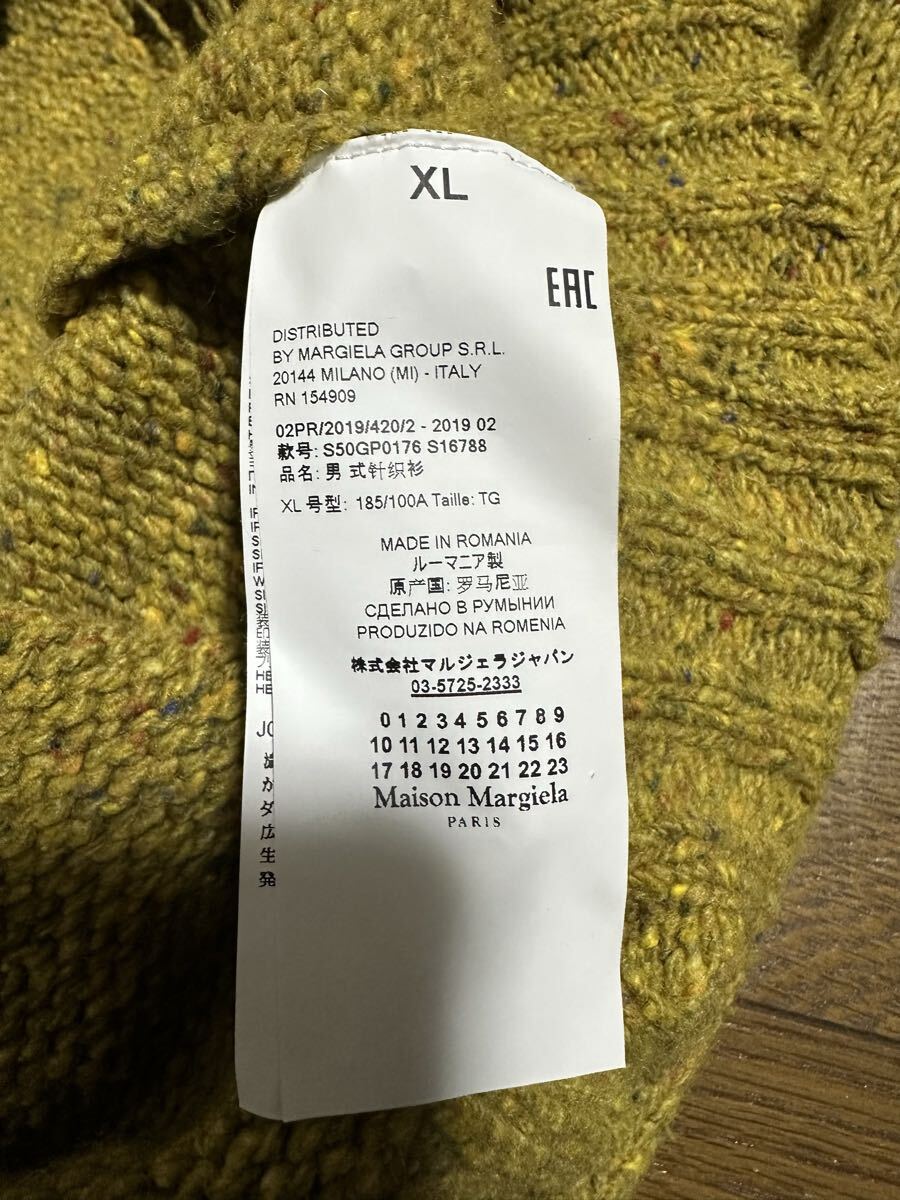 XL
EAC
DISTRIBUTED
BY MARGIELA GROUP S.R.L.
20144 MILANO (MI) - ITALY
RN 154909
02PR/2019/420/2 - 2019 02
款号: S50GP0176 S16788
品名: 男 式针织衫
XL 号型: 185/100A Taille: TG
MADE IN ROMANIA
ルーマニア製
原产国: 罗马尼亚
СДЕЛАНО В РУМЫНИИ
PRODUZIDO NA ROMENIA
株式会社マルジェラジャパン
03-5725-2333
0 1 2 3 4 5 6 7 8 9
10 11 12 13 14 15 16
17 18 19 20 21 22 23
Maison Margiela
PARIS